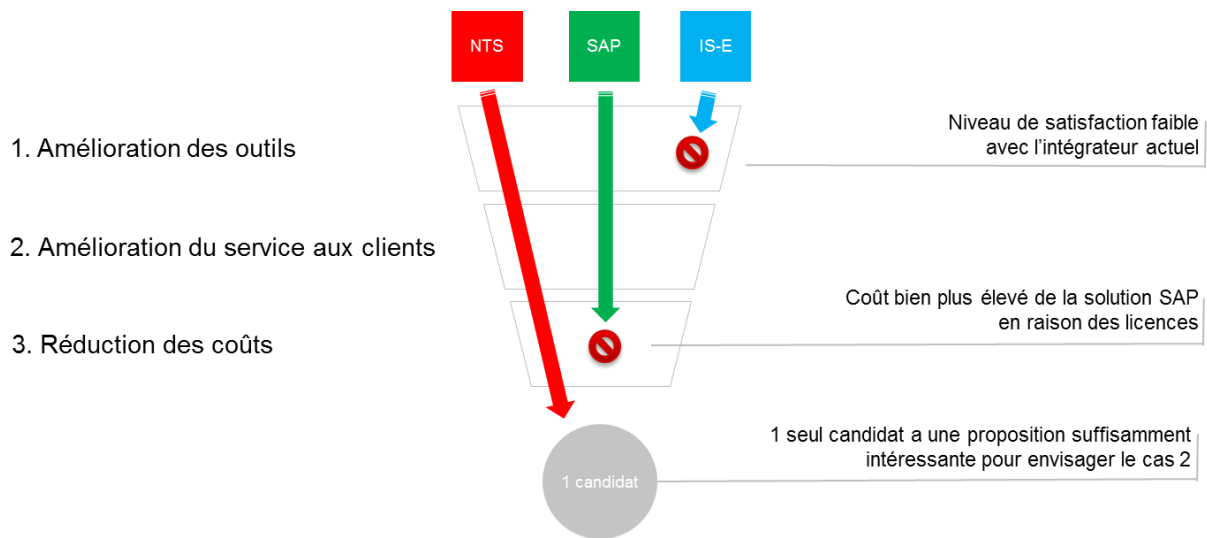 NTS
SAP
IS-E
1. Amélioration des outils
Niveau de satisfaction faible
avec l’intégrateur actuel
2. Amélioration du service aux clients
Coût bien plus élevé de la solution SAP
en raison des licences
3. Réduction des coûts
1 seul candidat a une proposition suffisamment
intéressante pour envisager le cas 2
1 candidat